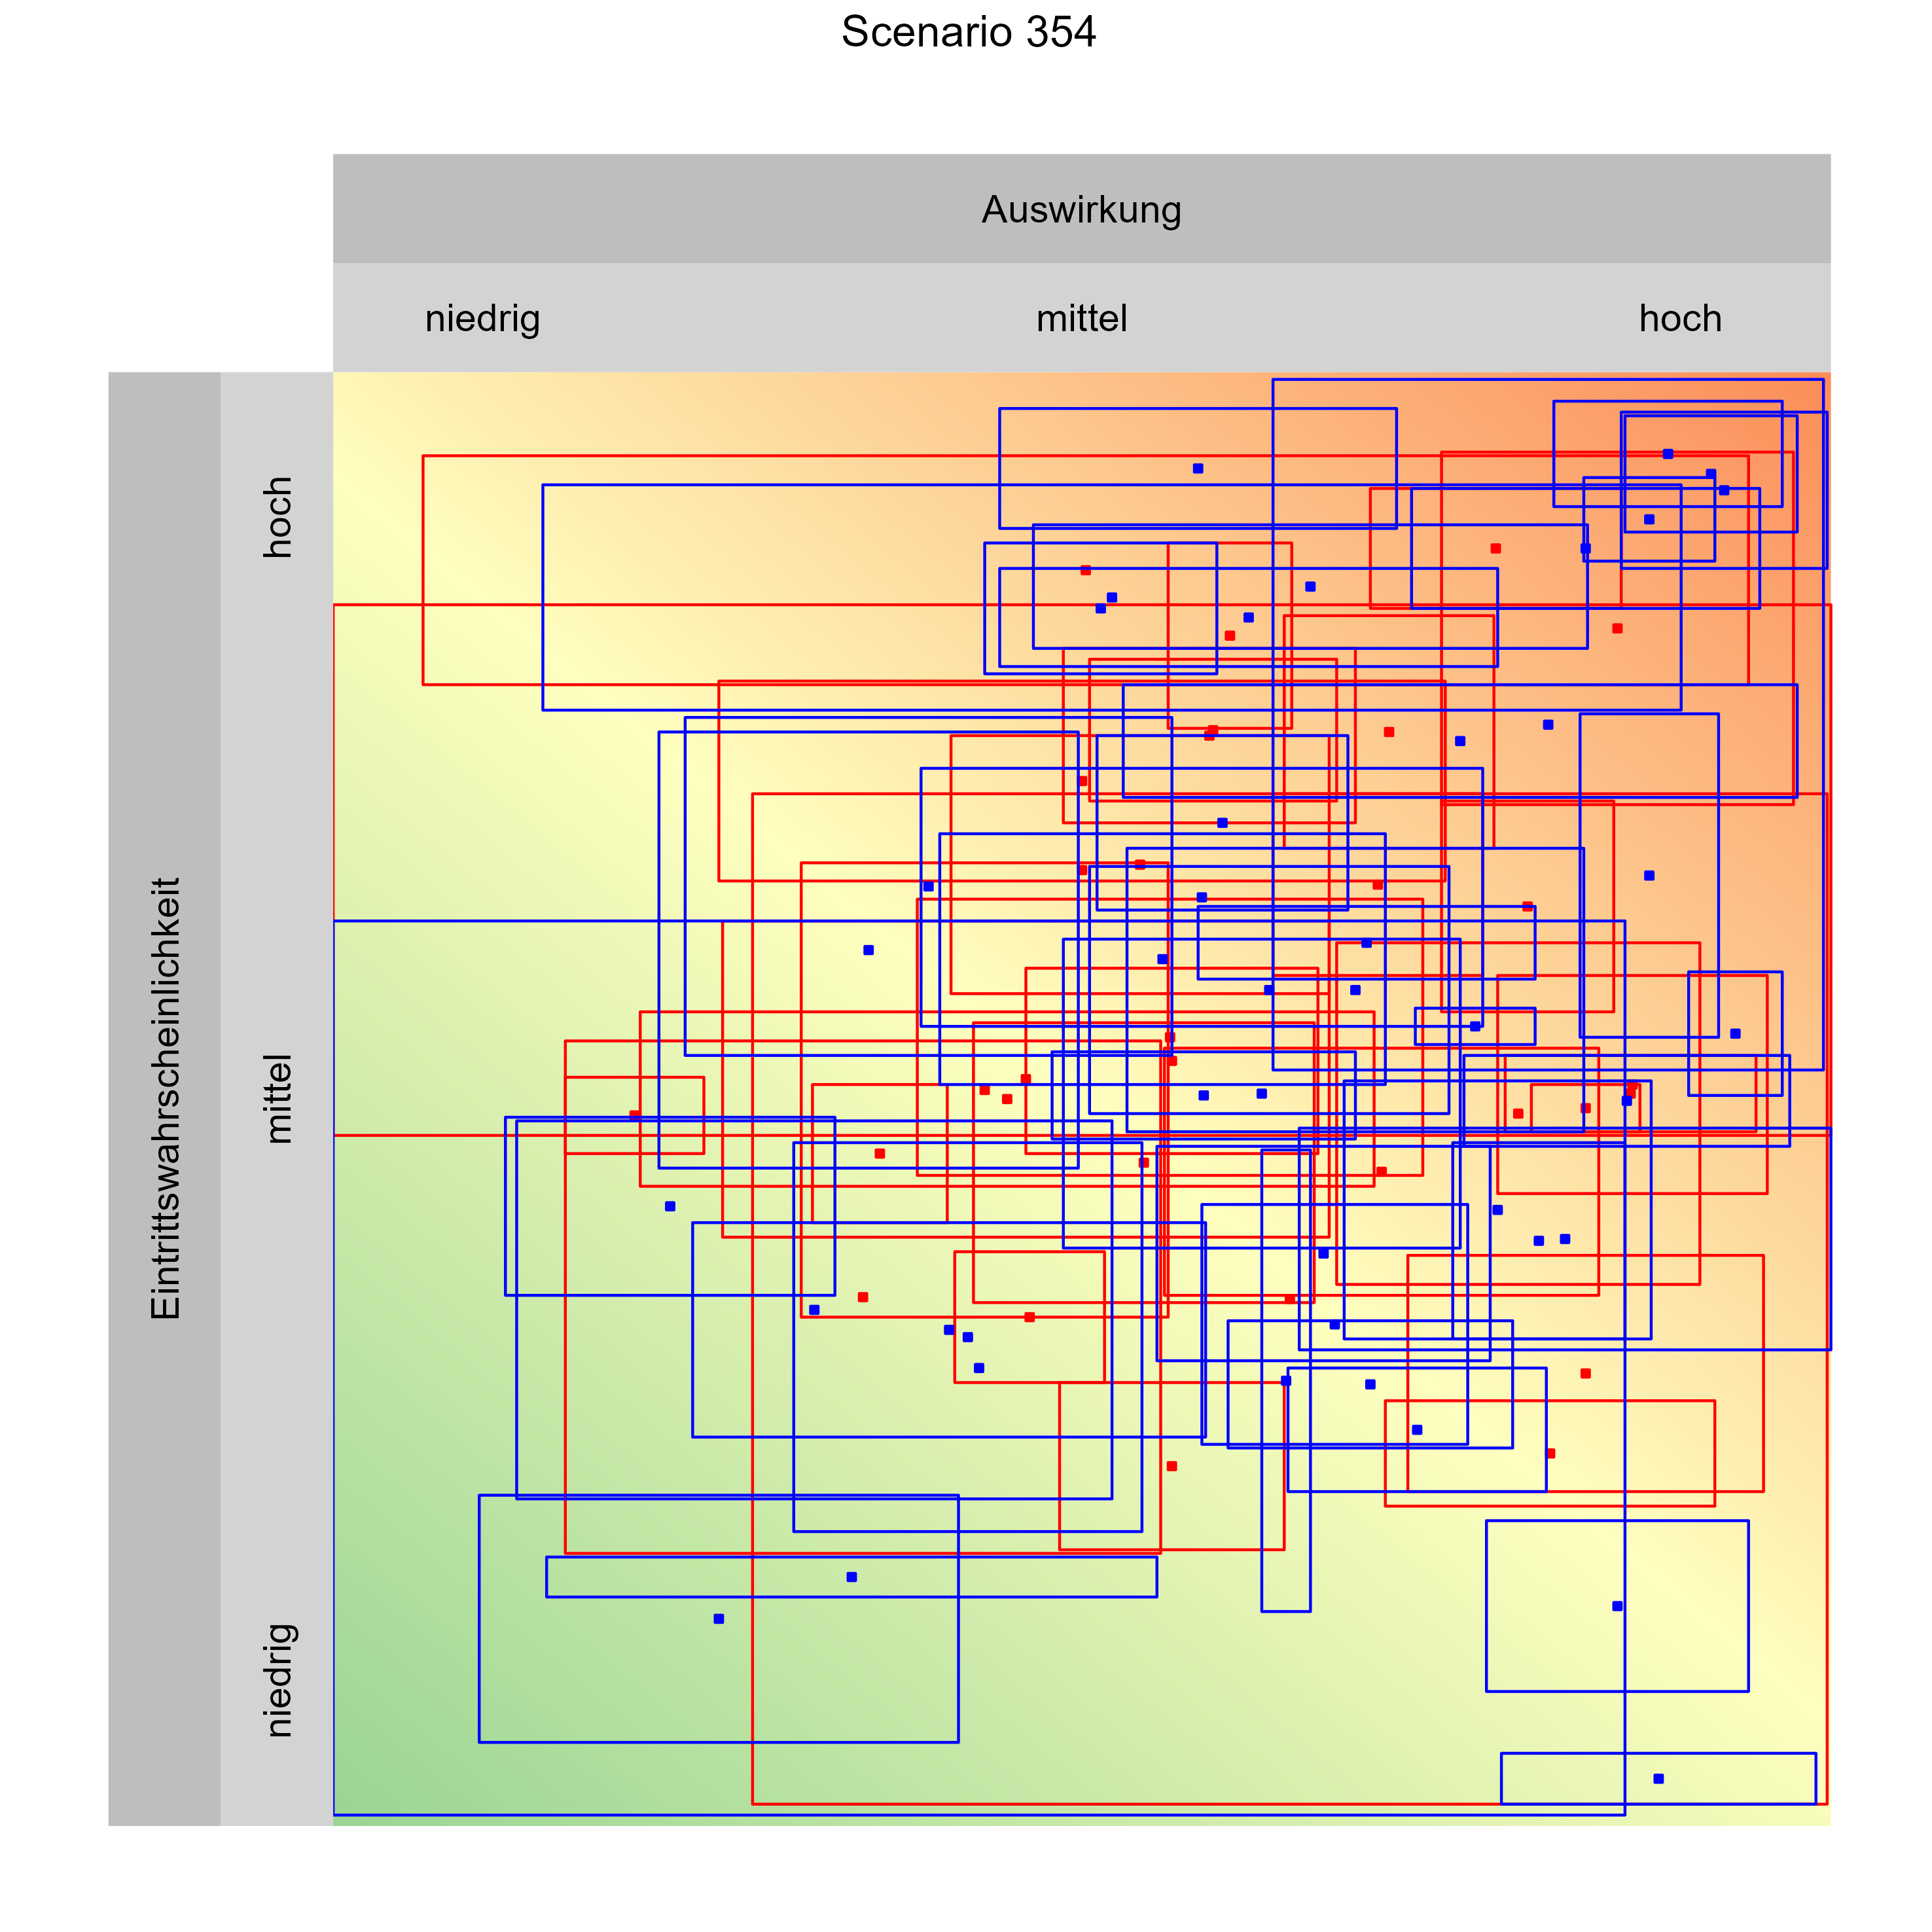 Scenario 354
Auswirkung
niedrig
mittel
hoch
Eintrittswahrscheinlichkeit
hoch
mittel
niedrig